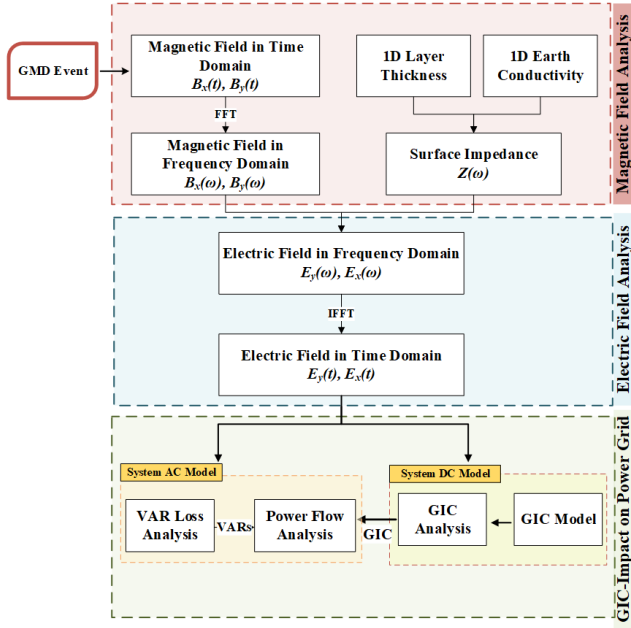 GMD Event
Magnetic Field in Time
Domain
Bx(t), By(t)
1D Layer
Thickness
1D Earth
Conductivity
FFT
Magnetic Field in
Frequency Domain
Bx(ω), By(ω)
Surface Impedance
Z(ω)
Magnetic Field Analysis
Electric Field in Frequency Domain
Ey(ω), Ex(ω)
IFFT
Electric Field in Time Domain
Ey(t), Ex(t)
Electric Field Analysis
System AC Model
System DC Model
VAR Loss
Analysis
VARs
Power Flow
Analysis
GIC
GIC
Analysis
GIC Model
GIC-Impact on Power Grid